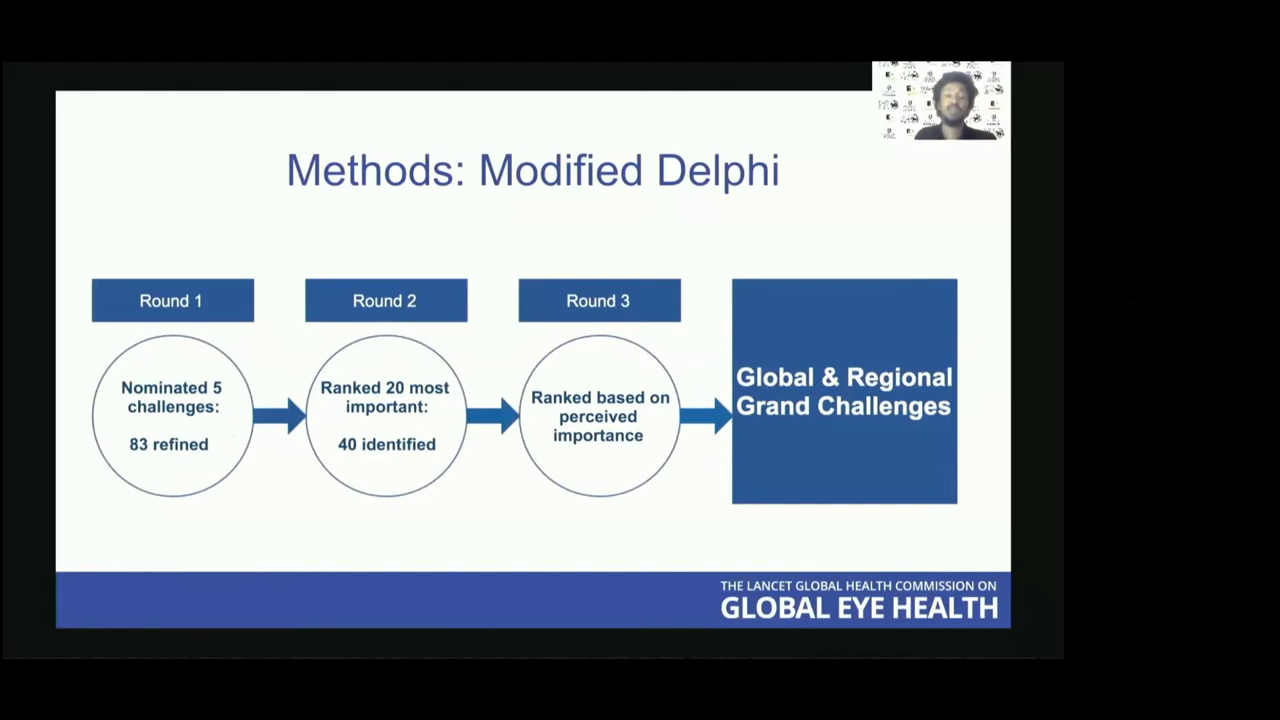 Methods: Modified Delphi
Round 1
Nominated 5
challenges:
83 refined
Round 2
Ranked 20 most
important:
40 identified
Round 3
Ranked based on
perceived
importance
Global & Regional
Grand Challenges
THE LANCET GLOBAL HEALTH COMMISSION ON
GLOBAL EYE HEALTH